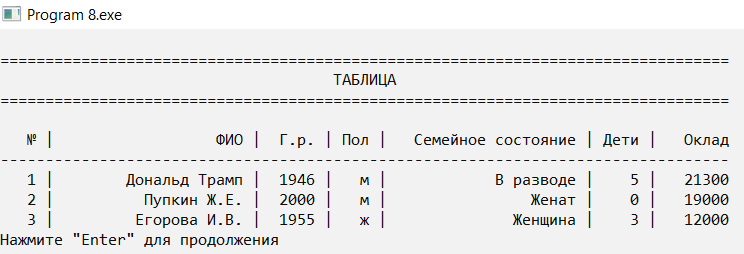 Program 8.exe
=================================================================================
ТАБЛИЦА
=================================================================================
№ | ФИО | Г.р. | Пол | Семейное состояние | Дети | Оклад
---------------------------------------------------------------------------------
1 | Дональд Трамп | 1946 | м | В разводе | 5 | 21300
2 | Пупкин Ж.Е. | 2000 | м | Женат | 0 | 19000
3 | Егорова И.В. | 1955 | ж | Женщина | 3 | 12000
Нажмите "Enter" для продолжения